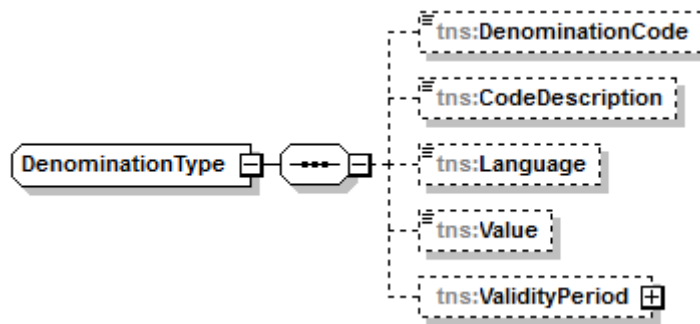 tns:DenominationCode
tns:CodeDescription
DenominationType
tns:Language
tns:Value
tns:ValidityPeriod